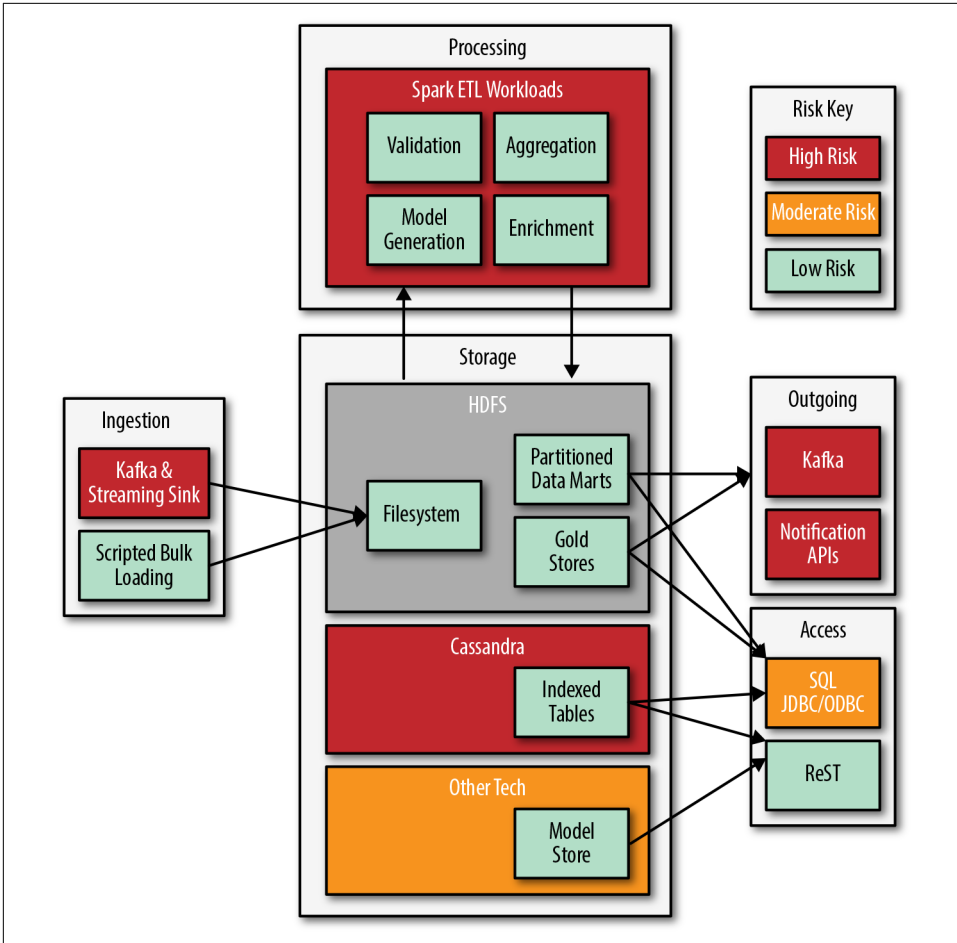 Processing
Spark ETL Workloads
Validation
Aggregation
Model
Generation
Enrichment
Risk Key
High Risk
Moderate Risk
Low Risk
Storage
HDFS
Partitioned
Data Marts
Filesystem
Gold
Stores
Ingestion
Kafka &
Streaming Sink
Scripted Bulk
Loading
Cassandra
Indexed
Tables
Other Tech
Model
Store
Outgoing
Kafka
Notification
APIs
Access
SQL
JDBC/ODBC
ReST